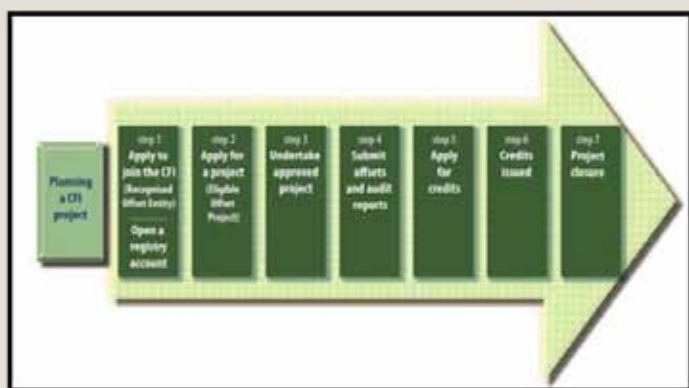 Planning
a CFI
project
step 1
Apply to
join the CFI
(Recognised
Offset Entity)
Open a
registry
account
step 2
Apply for
a project
(Eligible
Offset
Project)
step 3
Undertake
approved
project
step 4
Submit
offsets
and audit
reports
step 5
Apply
for
credits
step 6
Credits
issued
step 7
Project
closure